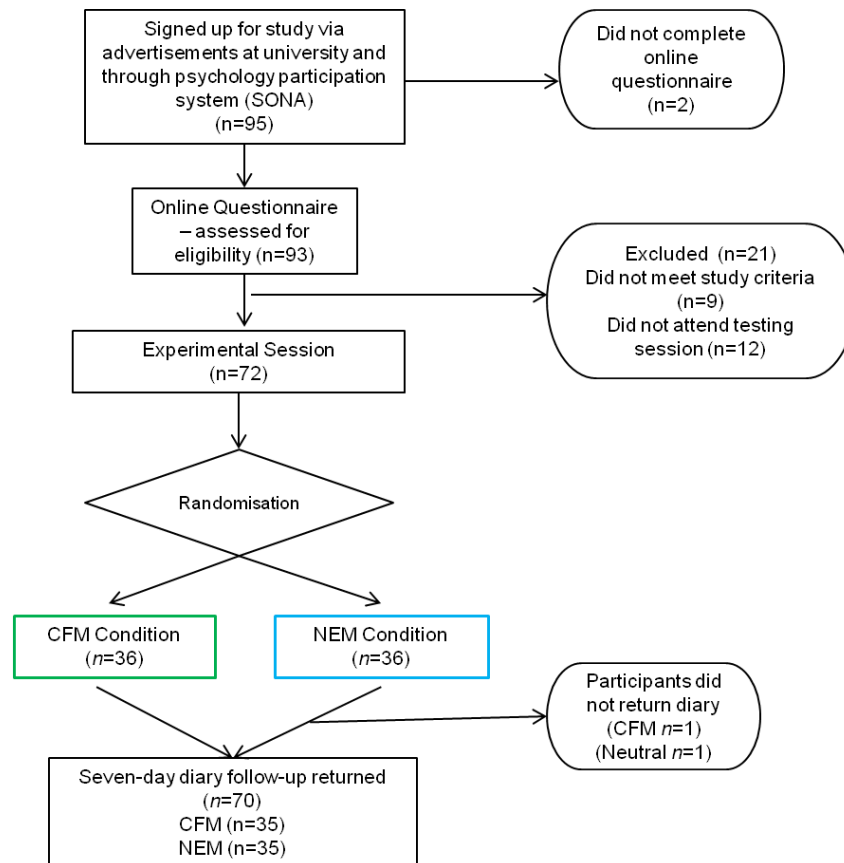 Signed up for study via
advertisements at university and
through psychology participation
system (SONA)
(n=95)
Did not complete
online
questionnaire
(n=2)
Online Questionnaire
– assessed for
eligibility (n=93)
Excluded (n=21)
Did not meet study criteria
(n=9)
Did not attend testing
session (n=12)
Experimental Session
(n=72)
Randomisation
CFM Condition
(n=36)
NEM Condition
(n=36)
Participants did
not return diary
(CFM n=1)
(Neutral n=1)
Seven-day diary follow-up returned
(n=70)
CFM (n=35)
NEM (n=35)